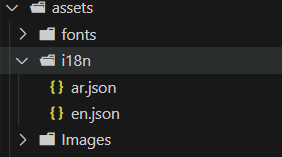 assets
fonts
i18n
{} ar.json
{} en.json
Images